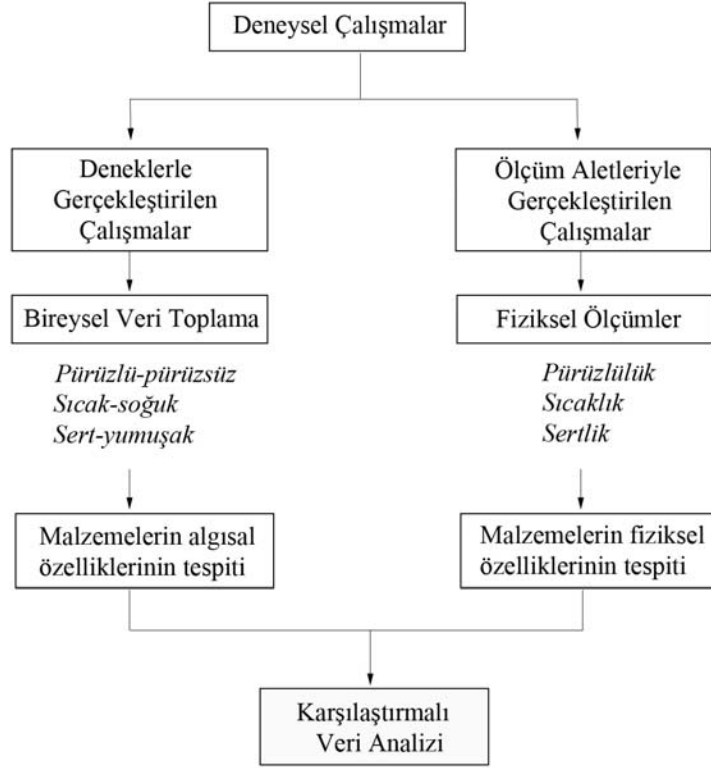 Deneysel Çalışmalar
Deneklerle
Gerçekleştirilen
Çalışmalar
Ölçüm Aletleriyle
Gerçekleştirilen
Çalışmalar
Bireysel Veri Toplama
Fiziksel Ölçümler
Pürüzlü-pürüzsüz
Sıcak-soğuk
Sert-yumuşak
Pürüzlülük
Sıcaklık
Sertlik
Malzemelerin algısal
özelliklerinin tespiti
Malzemelerin fiziksel
özelliklerinin tespiti
Karşılaştırmalı
Veri Analizi